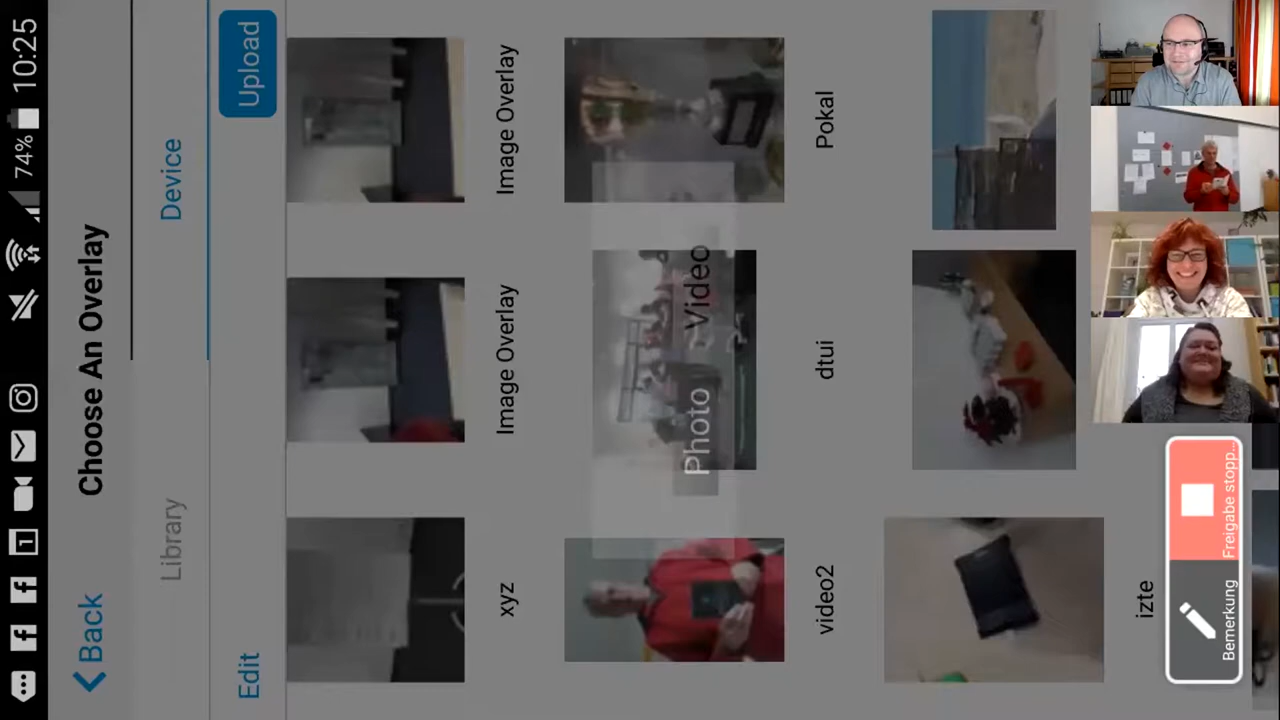 74% 10:25
Back
Choose An Overlay
Library
Device
Edit
Upload
xyz
Image Overlay
Image Overlay
Photo
Video
video2
dtui
Pokal
izte
Bemerkung
Freigabe stopp...